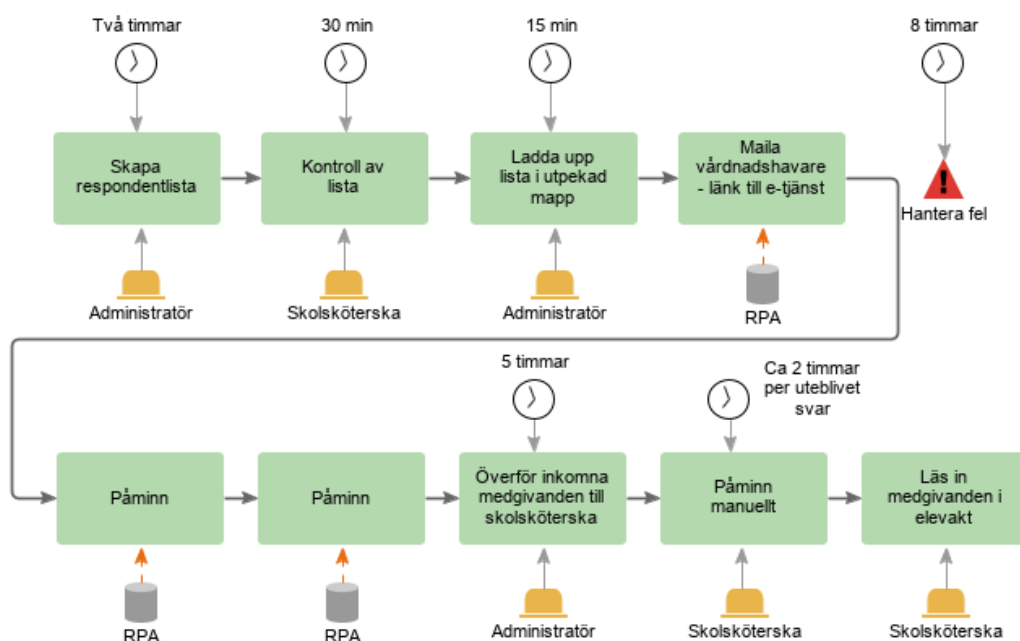 Två timmar
30 min
15 min
8 timmar
Skapa
respondentlista
Kontroll av
lista
Ladda upp
lista i utpekad
mapp
Maila
vårdnadshavare
- länk till e-tjänst
Hantera fel
Administratör
Skolsköterska
Administratör
RPA
5 timmar
Ca 2 timmar
per uteblivet
svar
Påminn
Påminn
Överför inkomna
medgivanden till
skolsköterska
Påminn
manuellt
Läs in
medgivanden i
elevakt
RPA
RPA
Administratör
Skolsköterska
Skolsköterska